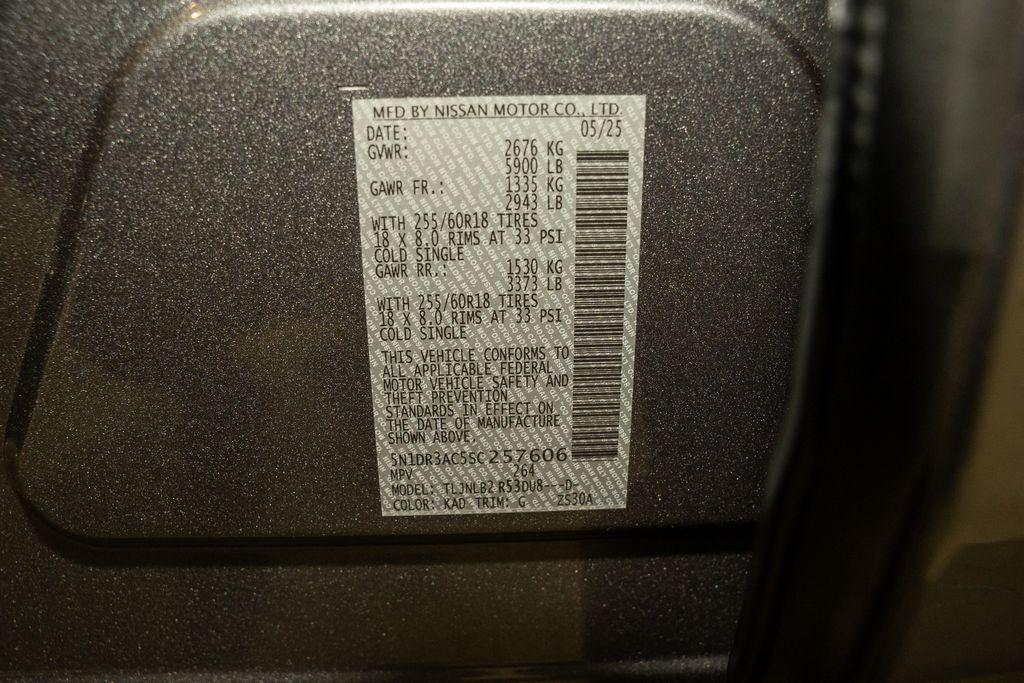 MFD BY NISSAN MOTOR CO., LTD.
DATE: 05/25
GVWR: 2676 KG
5900 LB
GAWR FR.: 1335 KG
2943 LB
WITH 255/60R18 TIRES
18 X 8.0 RIMS AT 33 PSI
COLD SINGLE
GAWR RR.: 1530 KG
3373 LB
WITH 255/60R18 TIRES
18 X 8.0 RIMS AT 33 PSI
COLD SINGLE
THIS VEHICLE CONFORMS TO
ALL APPLICABLE FEDERAL
MOTOR VEHICLE SAFETY AND
THEFT PREVENTION
STANDARDS IN EFFECT ON
THE DATE OF MANUFACTURE
SHOWN ABOVE.
5N1DR3AC5SC257606
MPV 264
MODEL: TLJNLB2 R53DU8---D-
COLOR: KAD TRIM: G ZS30A